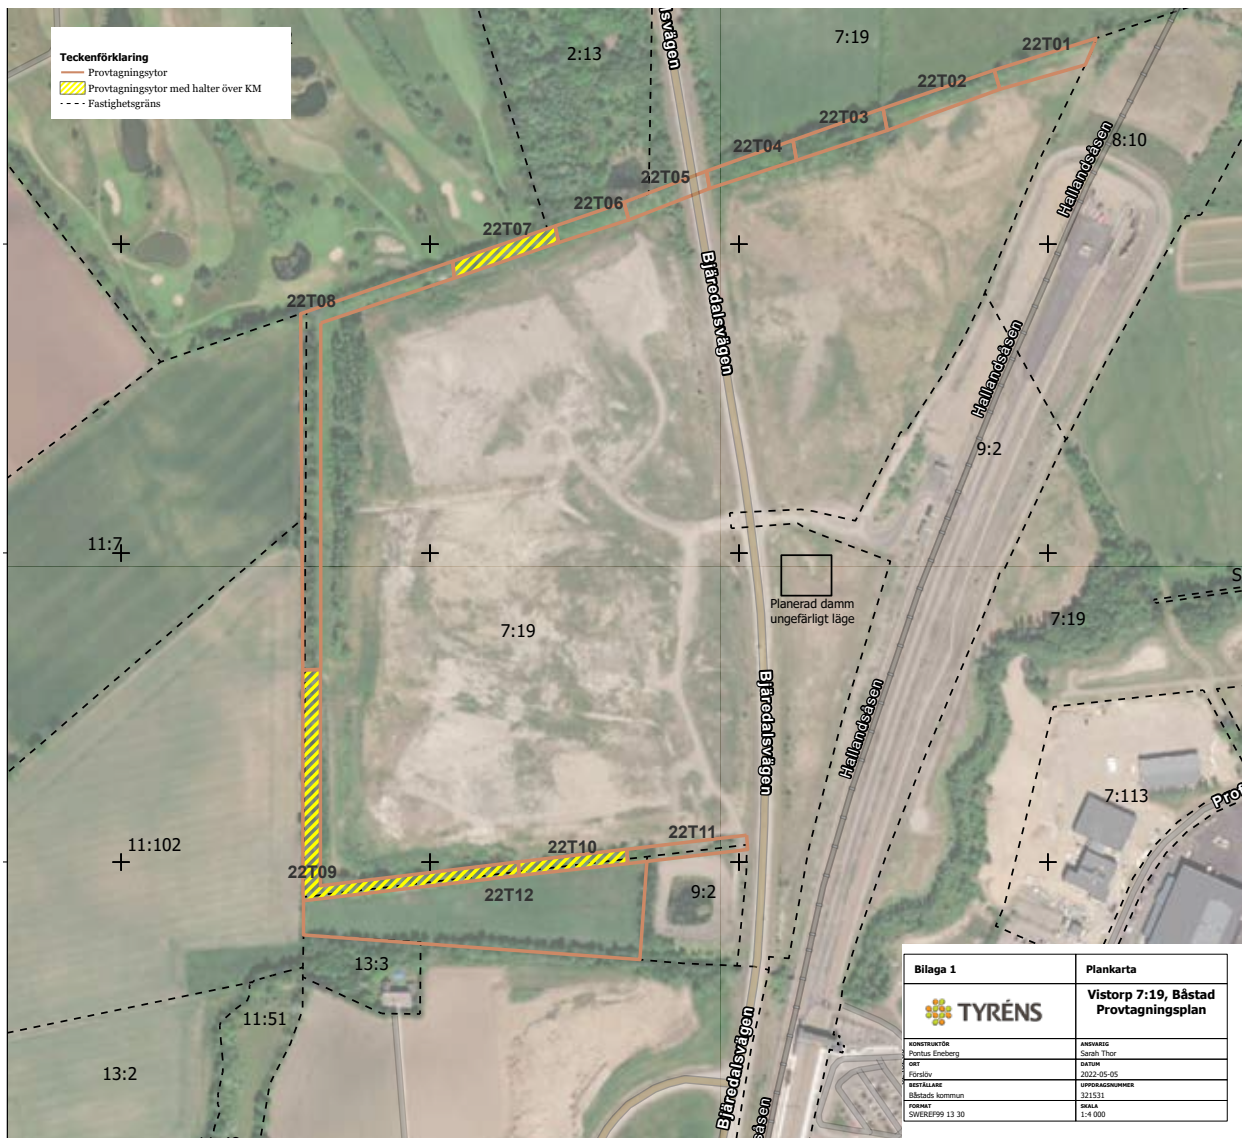 Teckenförklaring
Provtagningsytor
Provtagningsytor med halter över KM
Fastighetsgräns
2:13
7:19
22T01
22T02
22T03
22T04
22T05
22T06
22T07
22T08
8:10
Hallandsåsen
Bjäredalsvägen
Hallandsåsen
9:2
11:7
Planerad damm
ungefärligt läge
7:19
7:19
Bjäredalsvägen
Hallandsåsen
7:113
11:102
22T11
22T10
22T09
22T12
9:2
13:3
11:51
13:2
Bjäredalsvägen
Bilaga 1
Plankarta
TYRÉNS
Vistorp 7:19, Båstad
Provtagningsplan
KONSTRUKTÖR
Pontus Eneberg
ANSVARIG
Sarah Thor
ORT
Förslöv
DATUM
2022-05-05
BESTÄLLARE
Båstads kommun
UPPDRAGSNUMMER
321531
FORMAT
SWEREF99 13 30
SKALA
1:4 000